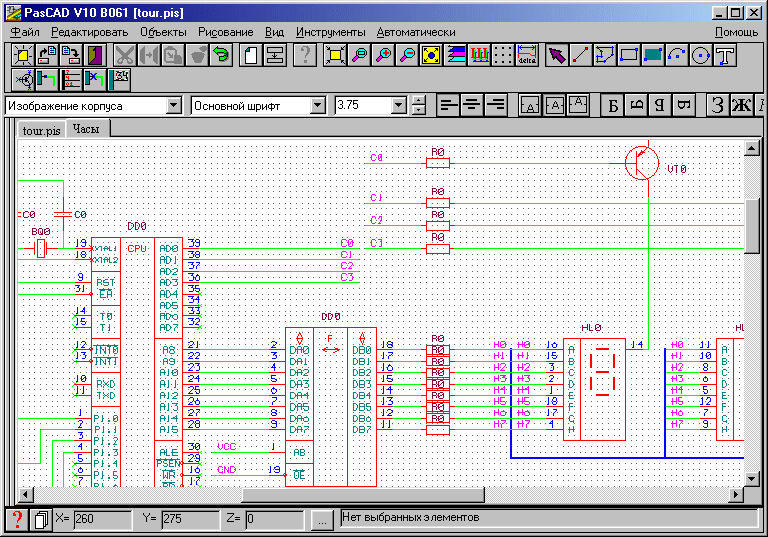 PasCAD V10 B061 [tour.pis]
Файл Редактировать Объекты Рисование Вид Инструменты Автоматически Помощь
delta T
Изображение корпуса Основной шрифт 3.75 A A A Б З Ж
tour.pis Часы
C0 R0 VT0
C1 R0
C2 R0
C3 R0
C0 C0
BQ0 DD0
19 XTAL1 CPU AD0 39 C0
18 XTAL2 AD1 38 C1
AD2 37 C2
9 RST AD3 36 C3
31 EA AD4 35
AD5 34
14 T0 AD6 33
15 T1 AD7 32
DD0 HL0
12 INT0 A8 21 2 DA0 F DB0 18 R0 H0 H0 16 A 14 H0 11 A
13 INT1 A9 22 3 DA1 <-> DB1 17 R0 H1 H1 15 B H1 10 B
A10 23 4 DA2 DB2 16 R0 H2 H2 3 C H2 8 C
10 RXD A11 24 5 DA3 DB3 15 R0 H3 H3 2 D H3 6 D
11 TXD A12 25 6 DA4 DB4 14 R0 H4 H4 1 E H4 5 E
A13 26 7 DA5 DB5 13 R0 H5 H5 18 F H5 12 F
1 P1.0 A14 27 8 DA6 DB6 12 R0 H6 H6 17 G H6 7 G
2 P1.1 A15 28 9 DA7 DB7 11 R0 H7 H7 4 H H7 9 H
3 P1.2
4 P1.3 ALE 30 VCC 1 AB
5 P1.4 PSEN 29
6 P1.5 WR 16 GND 19 OE
7 P1.6 17
X= 260 Y= 275 Z= 0 ... Нет выбранных элементов